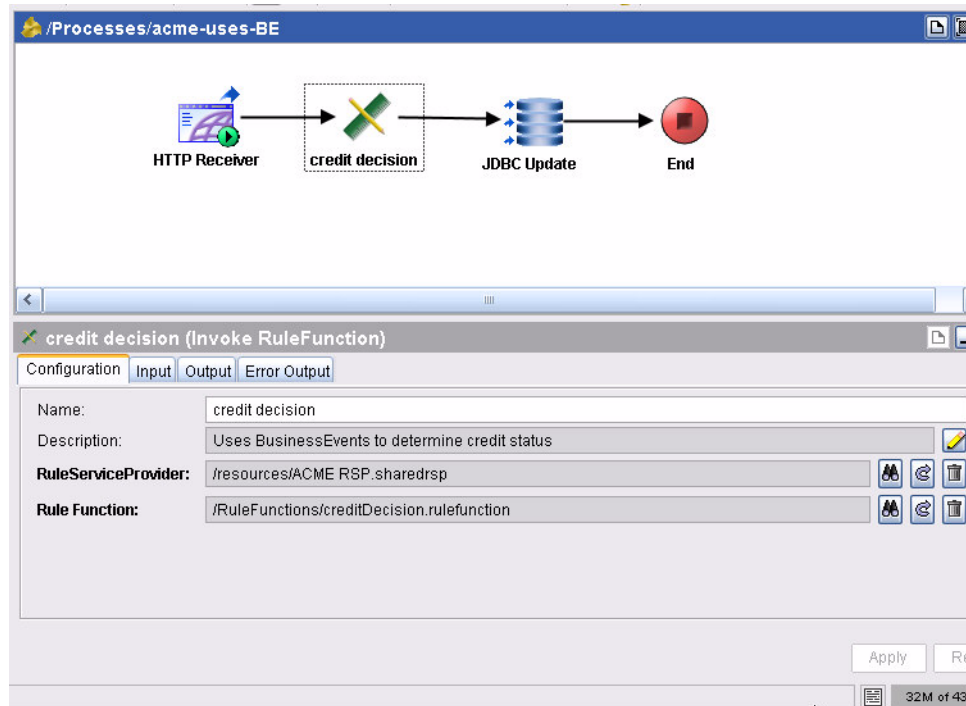 /Processes/acme-uses-BE
HTTP Receiver
credit decision
JDBC Update
End
credit decision (Invoke RuleFunction)
Configuration Input Output Error Output
Name: credit decision
Description: Uses BusinessEvents to determine credit status
RuleServiceProvider: /resources/ACME RSP.sharedrsp
Rule Function: /RuleFunctions/creditDecision.rulefunction
Apply Re
32M of 43